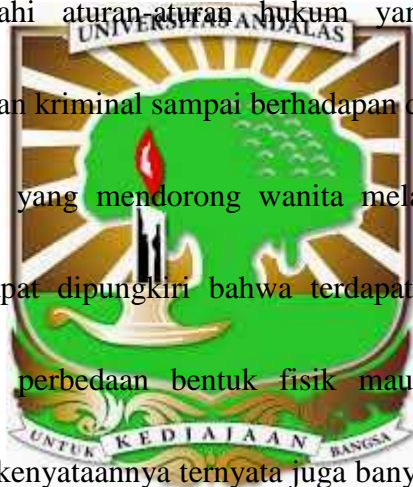 ahi aturan-aturan hukum yan
UNIVERSITAS ANDALAS
an kriminal sampai berhadapan
yang mendorong wanita mela
pat dipungkiri bahwa terdapat
perbedaan bentuk fisik mau
UNTUK KEDJAJAAN BANGSA
kenyataannya ternyata juga bany